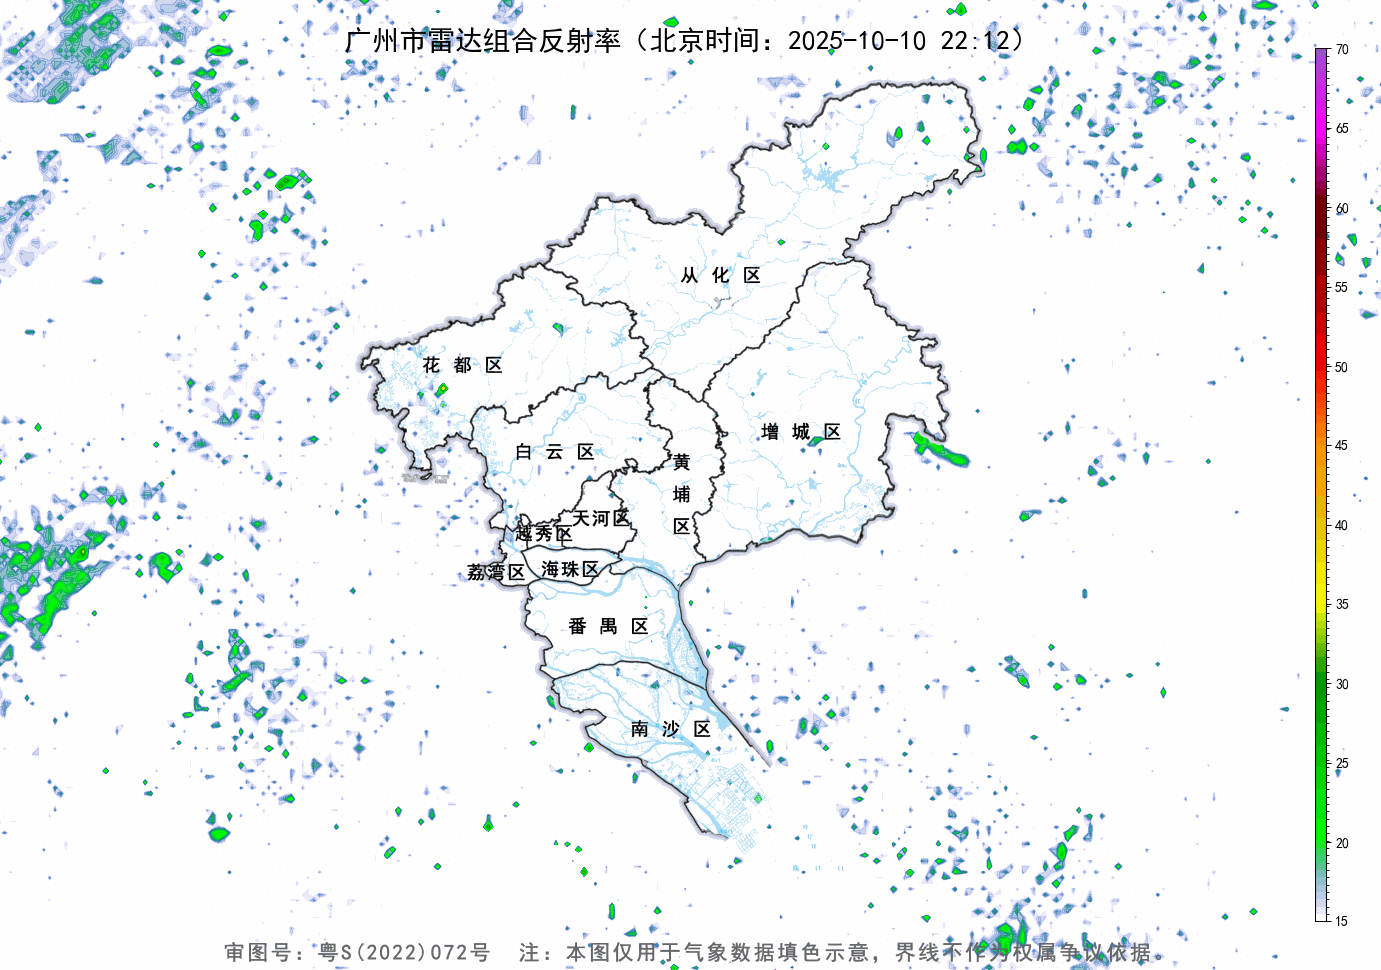 广州市雷达组合反射率（北京时间：2025-10-10 22:12）
70
65
60
55
50
45
40
35
30
25
20
15
从化区
花都区
增城区
白云区
黄埔区
天河区
越秀区
荔湾区
海珠区
番禺区
南沙区
审图号：粤S(2022)072号 注：本图仅用于气象数据填色示意，界线不作为权属争议依据。